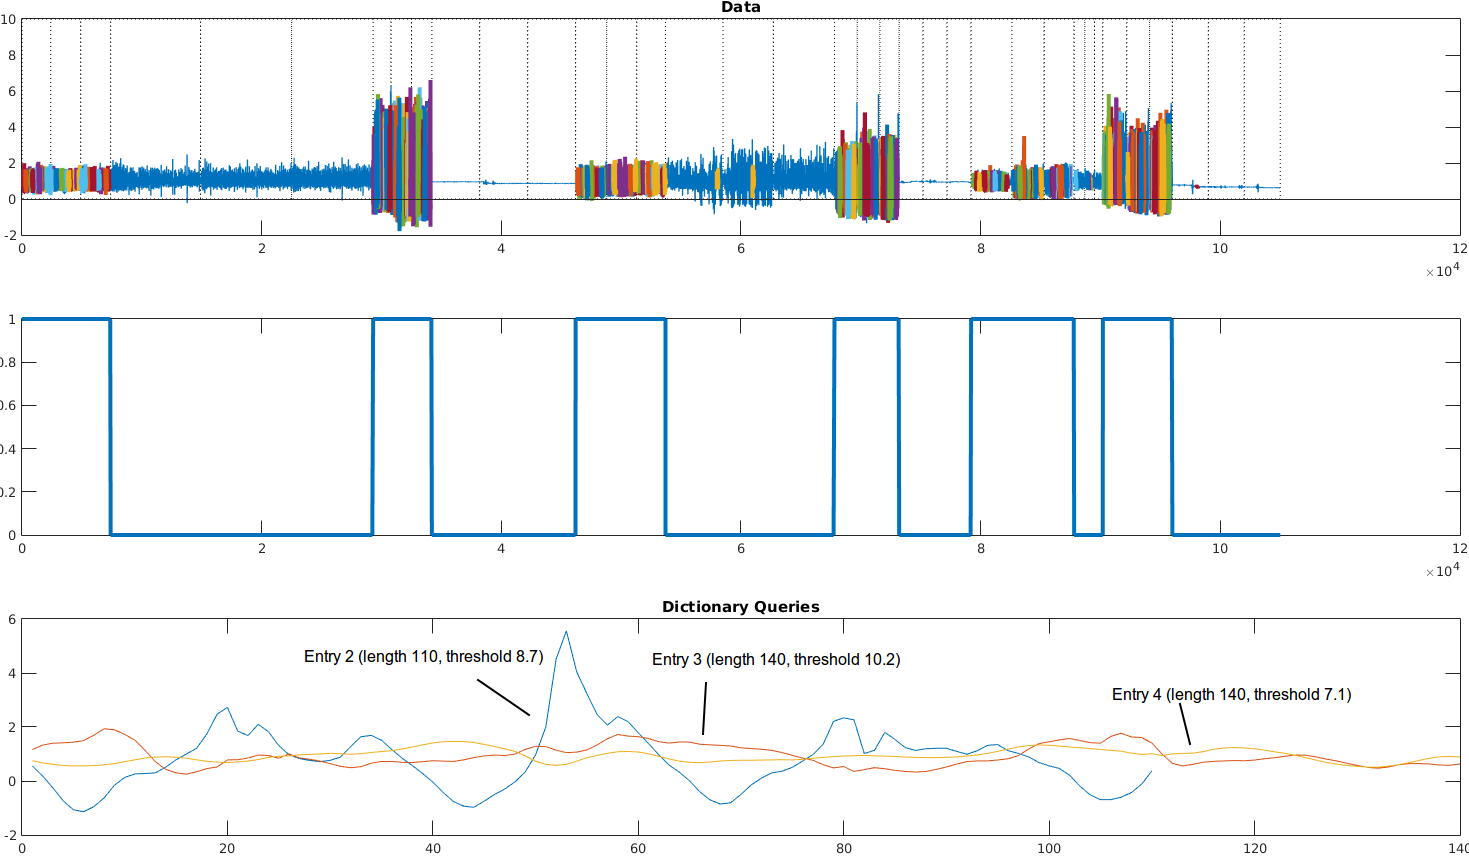 Data
10
8
6
4
2
0
-2
0 2 4 6 8 10 12
×10^4
1
0.8
0.6
0.4
0.2
0
0 2 4 6 8 10 12
×10^4
Dictionary Queries
6
Entry 2 (length 110, threshold 8.7) Entry 3 (length 140, threshold 10.2)
4
Entry 4 (length 140, threshold 7.1)
2
0
-2
0 20 40 60 80 100 120 140